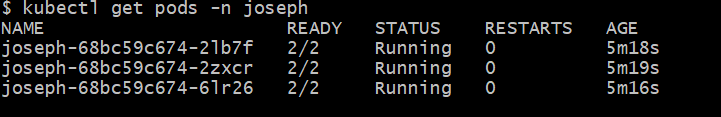 $ kubectl get pods -n joseph
NAME READY STATUS RESTARTS AGE
joseph-68bc59c674-2lb7f 2/2 Running 0 5m18s
joseph-68bc59c674-2zxcr 2/2 Running 0 5m19s
joseph-68bc59c674-6lr26 2/2 Running 0 5m16s